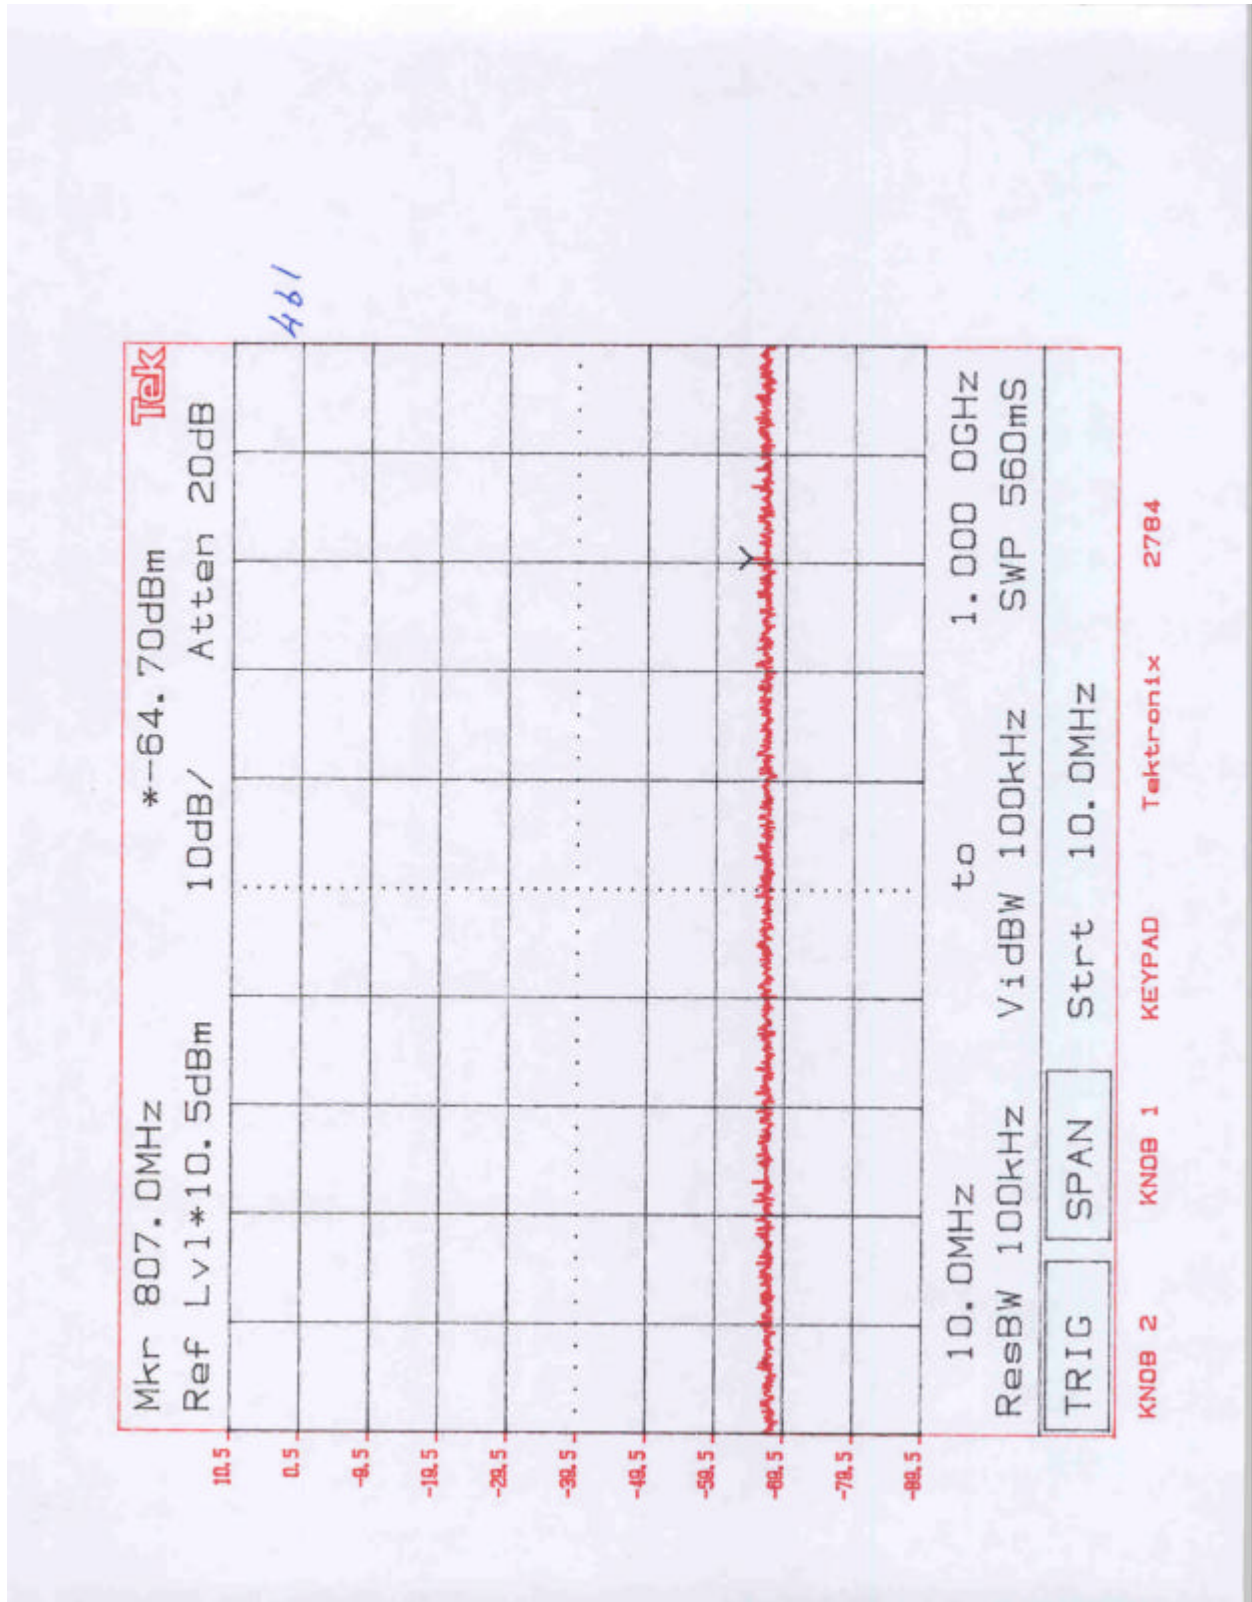 461
Mkr 807.0MHz *-64.70dBm Tek
Ref Lvl*10.5dBm 10dB/ Atten 20dB
10.5
0.5
-9.5
-19.5
-29.5
-39.5
-49.5
-59.5
-69.5
-79.5
-89.5
10.0MHz to 1.000 0GHz
ResBW 100kHz VidBW 100kHz SWP 560mS
TRIG SPAN Strt 10.0MHz
KNOB 2 KNOB 1 KEYPAD Tektronix 2784